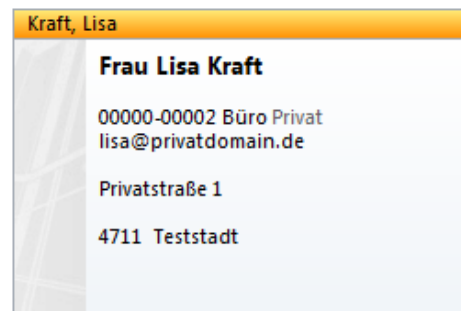 Kraft, Lisa
Frau Lisa Kraft
00000-00002 Büro Privat
lisa@privatdomain.de
Privatstraße 1
4711 Teststadt